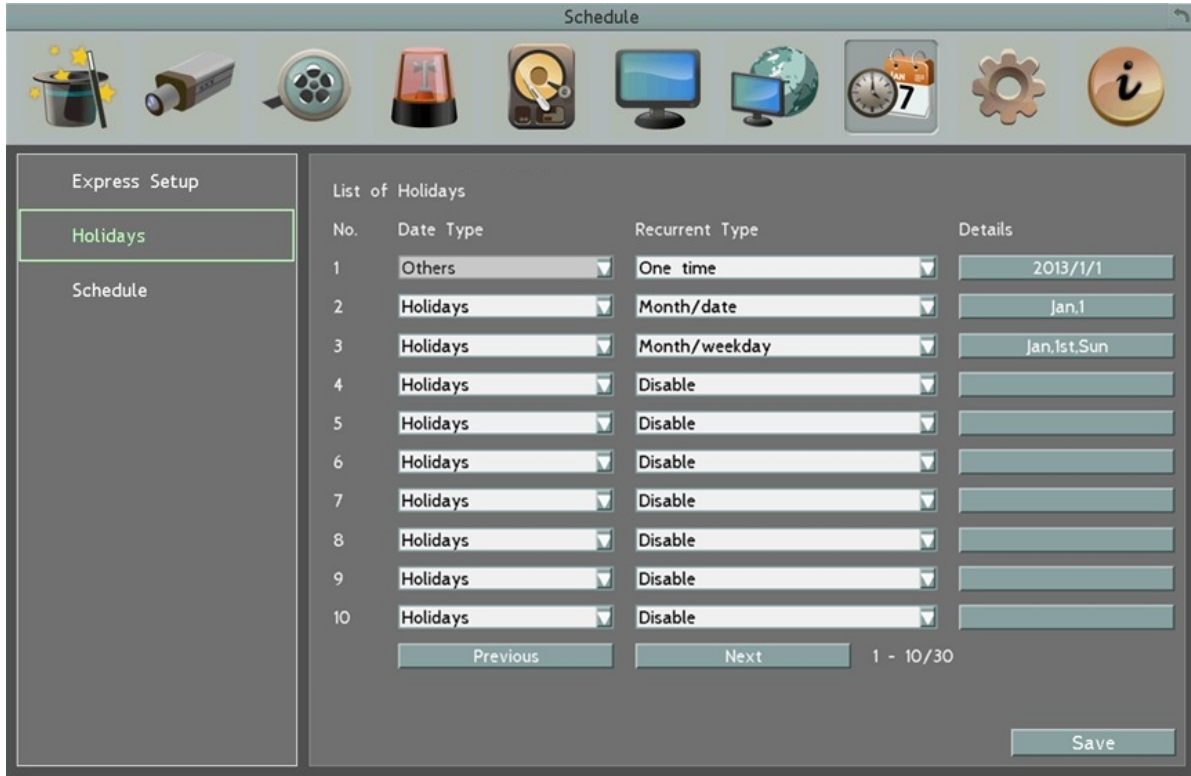 Schedule
JAN 7
i
Express Setup
Holidays
Schedule
List of Holidays
No. Date Type Recurrent Type Details
1 Others One time 2013/1/1
2 Holidays Month/date Jan,1
3 Holidays Month/weekday Jan,1st,Sun
4 Holidays Disable
5 Holidays Disable
6 Holidays Disable
7 Holidays Disable
8 Holidays Disable
9 Holidays Disable
10 Holidays Disable
Previous Next 1 - 10/30
Save